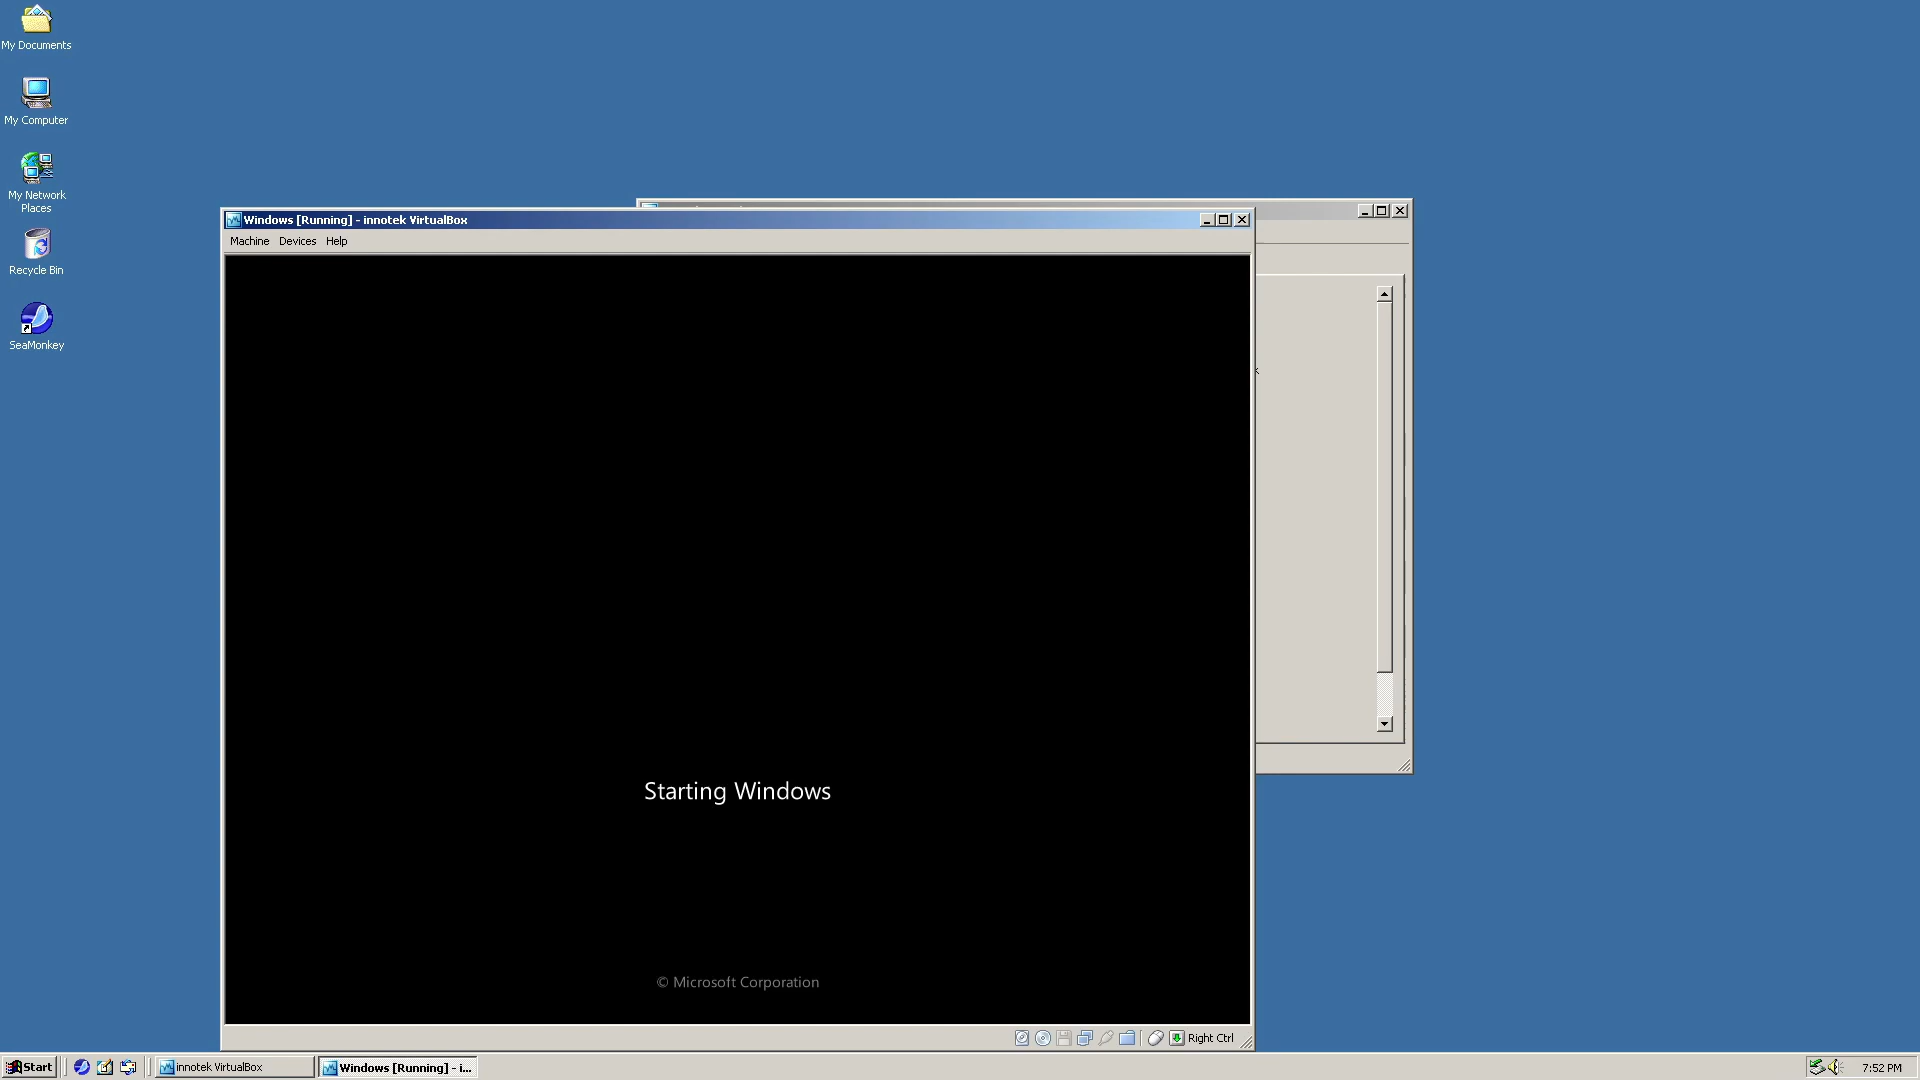 My Documents
My Computer
My Network
Places
Recycle Bin
SeaMonkey
Windows [Running] - innotek VirtualBox
Machine Devices Help
Starting Windows
© Microsoft Corporation
Right Ctrl
Start
innotek VirtualBox
Windows [Running] - i...
7:52 PM